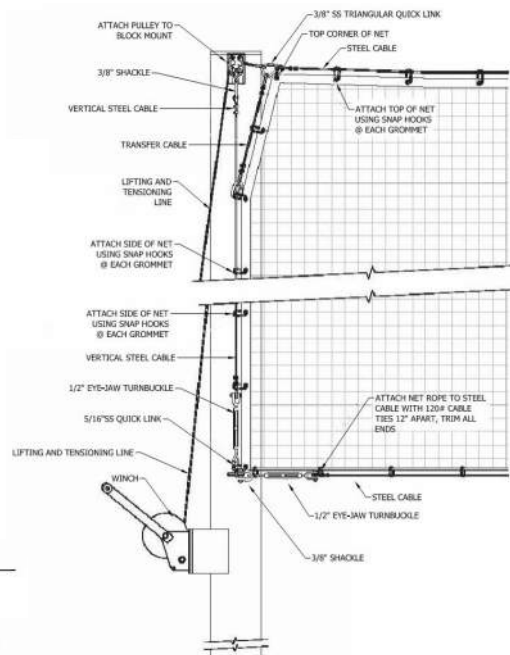 3/8" SS TRIANGULAR QUICK LINK
ATTACH PULLEY TO
BLOCK MOUNT
TOP CORNER OF NET
STEEL CABLE
3/8" SHACKLE
VERTICAL STEEL CABLE
ATTACH TOP OF NET
USING SNAP HOOKS
@ EACH GROMMET
TRANSFER CABLE
LIFTING AND
TENSIONING
LINE
ATTACH SIDE OF NET
USING SNAP HOOKS
@ EACH GROMMET
ATTACH SIDE OF NET
USING SNAP HOOKS
@ EACH GROMMET
VERTICAL STEEL CABLE
1/2" EYE-JAW TURNBUCKLE
ATTACH NET ROPE TO STEEL
CABLE WITH 120# CABLE
TIES 12" APART, TRIM ALL
ENDS
5/16"SS QUICK LINK
LIFTING AND TENSIONING LINE
WINCH
STEEL CABLE
1/2" EYE-JAW TURNBUCKLE
3/8" SHACKLE